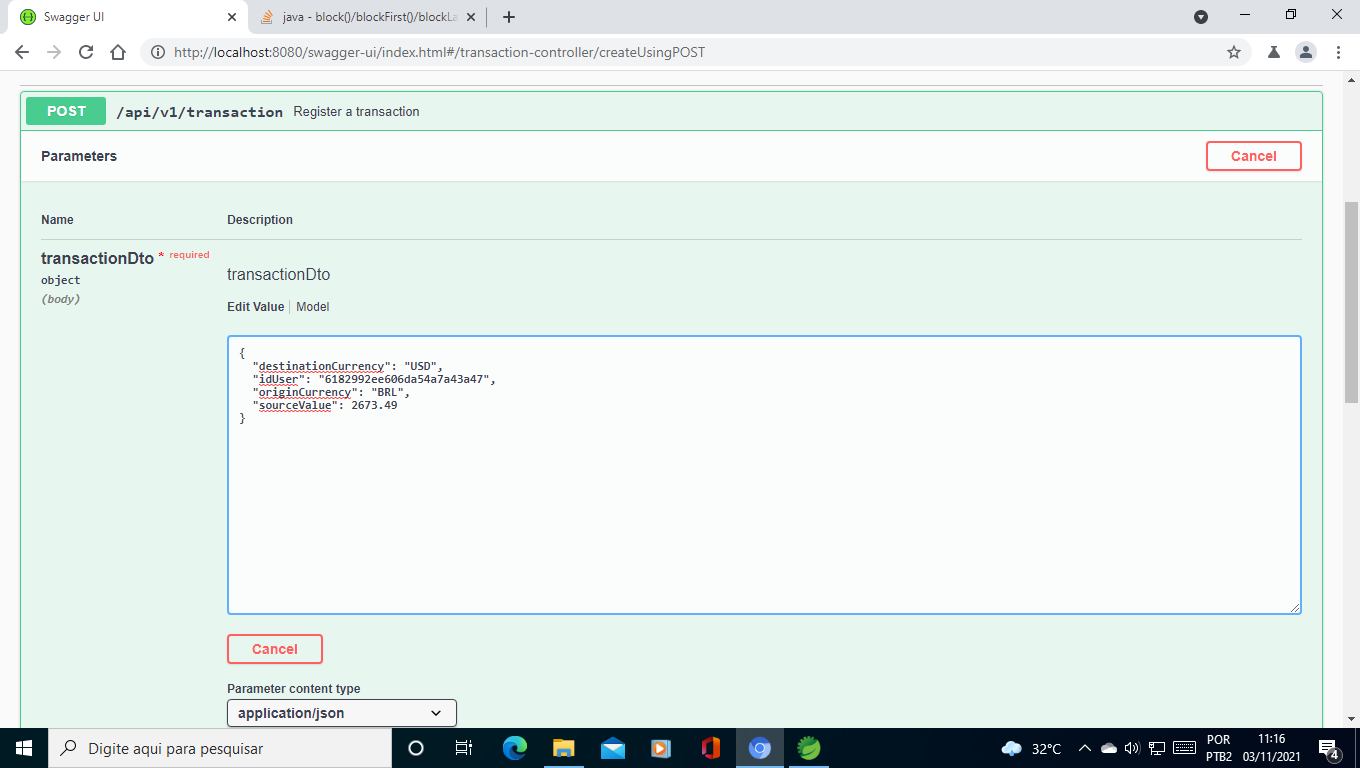 Swagger UI
java - block()/blockFirst()/blockLa
http://localhost:8080/swagger-ui/index.html#/transaction-controller/createUsingPOST
POST /api/v1/transaction Register a transaction
Parameters Cancel
Name Description
transactionDto * required
object
(body)
transactionDto
Edit Value Model
{
"destinationCurrency": "USD",
"idUser": "6182992ee606da54a7a43a47",
"originCurrency": "BRL",
"sourceValue": 2673.49
}
Cancel
Parameter content type
application/json
Digite aqui para pesquisar
32°C
POR
PTB2
11:16
03/11/2021
4